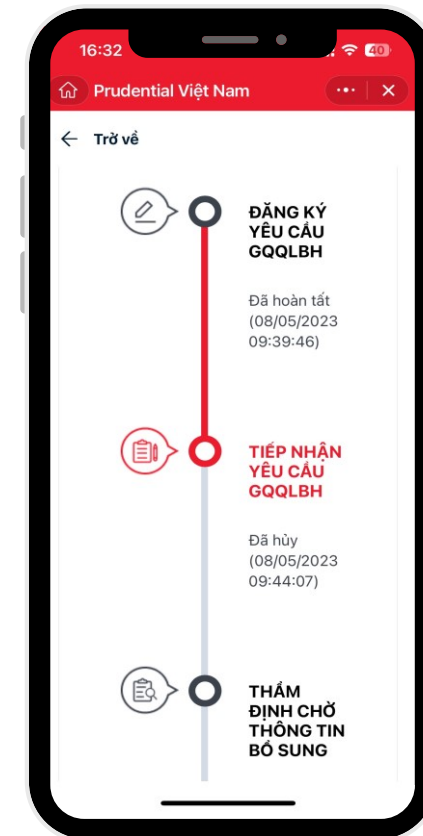 16:32
40
Prudential Việt Nam
Trở về
ĐĂNG KÝ
YÊU CẦU
GQQLBH
Đã hoàn tất
(08/05/2023
09:39:46)
TIẾP NHẬN
YÊU CẦU
GQQLBH
Đã hủy
(08/05/2023
09:44:07)
THẨM
ĐỊNH CHỜ
THÔNG TIN
BỔ SUNG